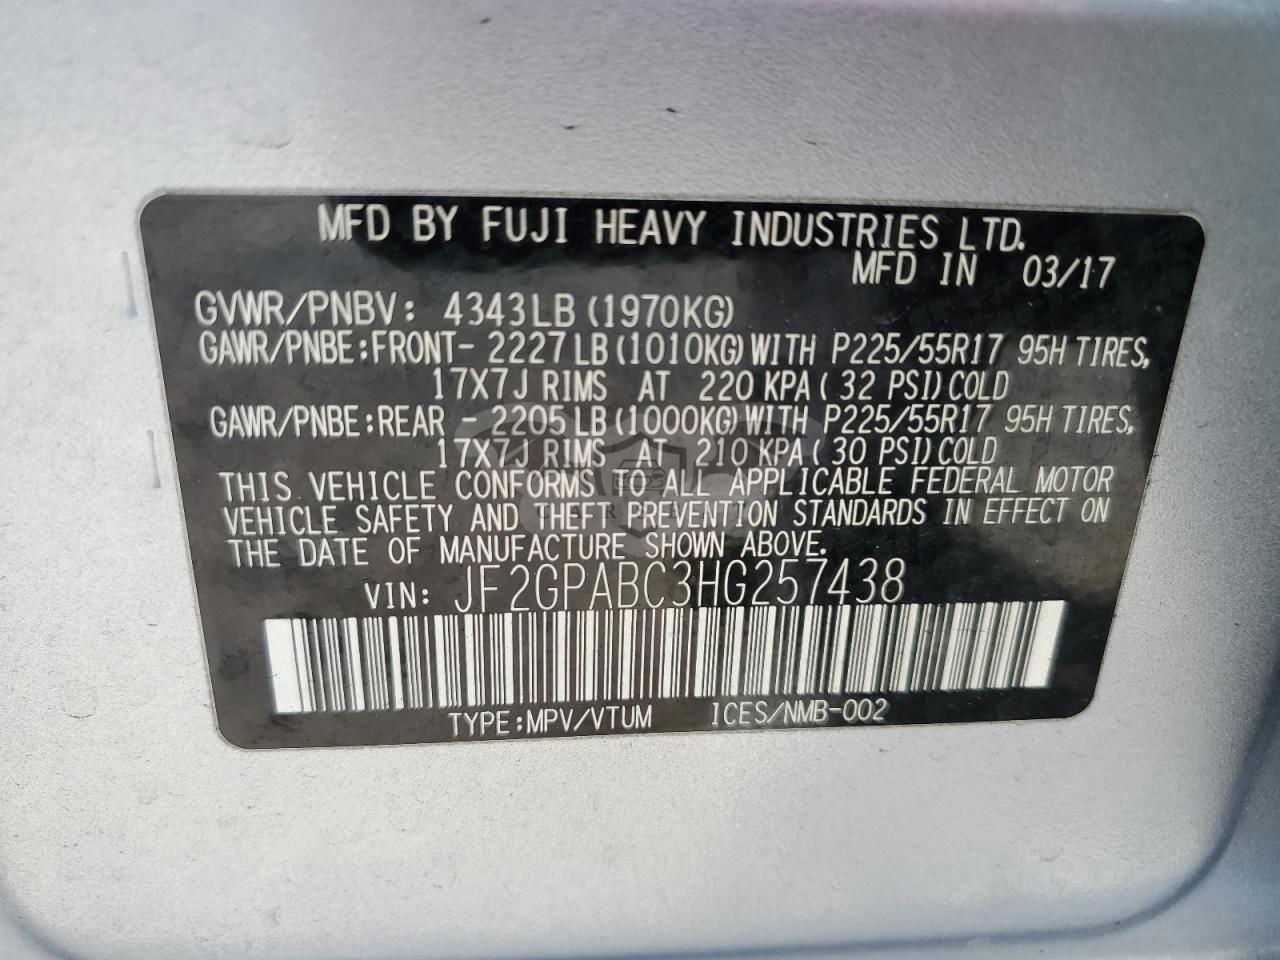 MFD BY FUJI HEAVY INDUSTRIES LTD.
MFD IN 03/17
GVWR/PNBV: 4343LB (1970KG)
GAWR/PNBE:FRONT- 2227LB(1010KG)WITH P225/55R17 95H TIRES,
17X7J RIMS AT 220 KPA( 32 PSI)COLD
GAWR/PNBE:REAR - 2205LB(1000KG)WITH P225/55R17 95H TIRES,
17X7J RIMS AT 210 KPA(30 PSI)COLD
THIS VEHICLE CONFORMS TO ALL APPLICABLE FEDERAL MOTOR
VEHICLE SAFETY AND THEFT PREVENTION STANDARDS IN EFFECT ON
THE DATE OF MANUFACTURE SHOWN ABOVE.
VIN: JF2GPABC3HG257438
TYPE:MPV/VTUM ICES/NMB-002